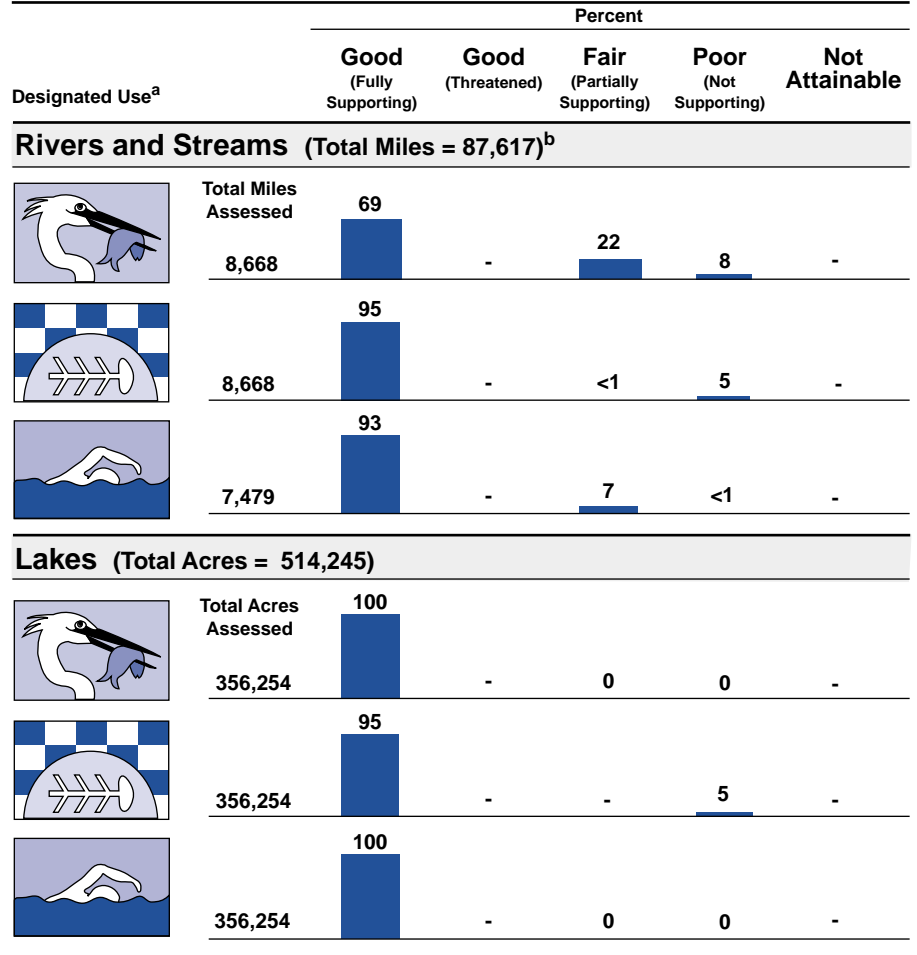 Percent
Designated Useᵃ
Good (Fully Supporting)
Good (Threatened)
Fair (Partially Supporting)
Poor (Not Supporting)
Not Attainable
Rivers and Streams (Total Miles = 87,617)ᵇ
Total Miles Assessed
69
8,668 - 22 8 -
95
8,668 - <1 5 -
93
7,479 - 7 <1 -
Lakes (Total Acres = 514,245)
Total Acres Assessed
100
356,254 - 0 0 -
95
356,254 - - 5 -
100
356,254 - 0 0 -